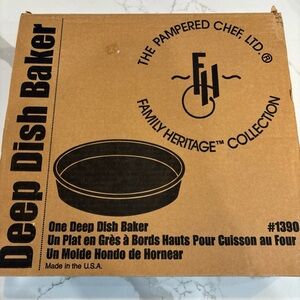 Deep Dish Baker
THE PAMPERED CHEF, LTD.®
FH
FAMILY HERITAGE™ COLLECTION
One Deep Dish Baker #1390
Un Plat en Grès à Bords Hauts Pour Cuisson au Four
Un Molde Hondo de Hornear
Made in the U.S.A.